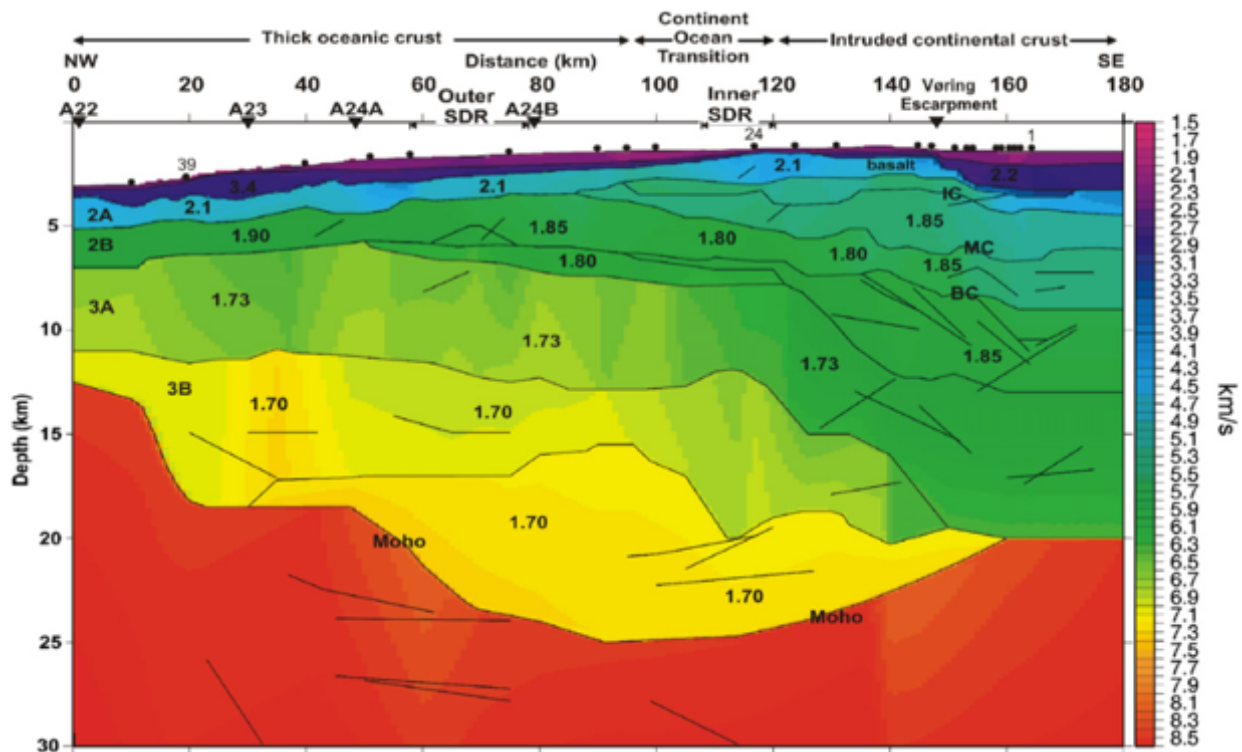 Continent
Ocean
Transition
Thick oceanic crust
Intruded continental crust
NW
Distance (km)
SE
0 20 40 60 80 100 120 140 160 180
A22 A23 A24A Outer SDR A24B Inner SDR Vøring Escarpment
39 24 1
3.4 2.1 2.1 basalt 2.2
2A 2.1 IC
2B 1.90 1.85 1.80 1.85 MC
1.80 1.80 1.85 BC
3A 1.73 1.73 1.73 1.85
3B 1.70 1.70
1.70
Moho
1.70
Moho
Depth (km)
5
10
15
20
25
30
1.5
1.7
1.9
2.1
2.3
2.5
2.7
2.9
3.1
3.3
3.5
3.7
3.9
4.1
4.3
4.5
4.7
4.9
5.1
5.3
5.5
5.7
5.9
6.1
6.3
6.5
6.7
6.9
7.1
7.3
7.5
7.7
7.9
8.1
8.3
8.5
km/s